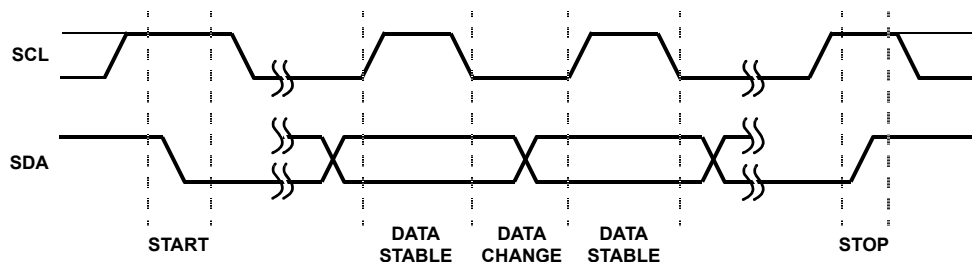 SCL
SDA
START
DATA
STABLE
DATA
CHANGE
DATA
STABLE
STOP